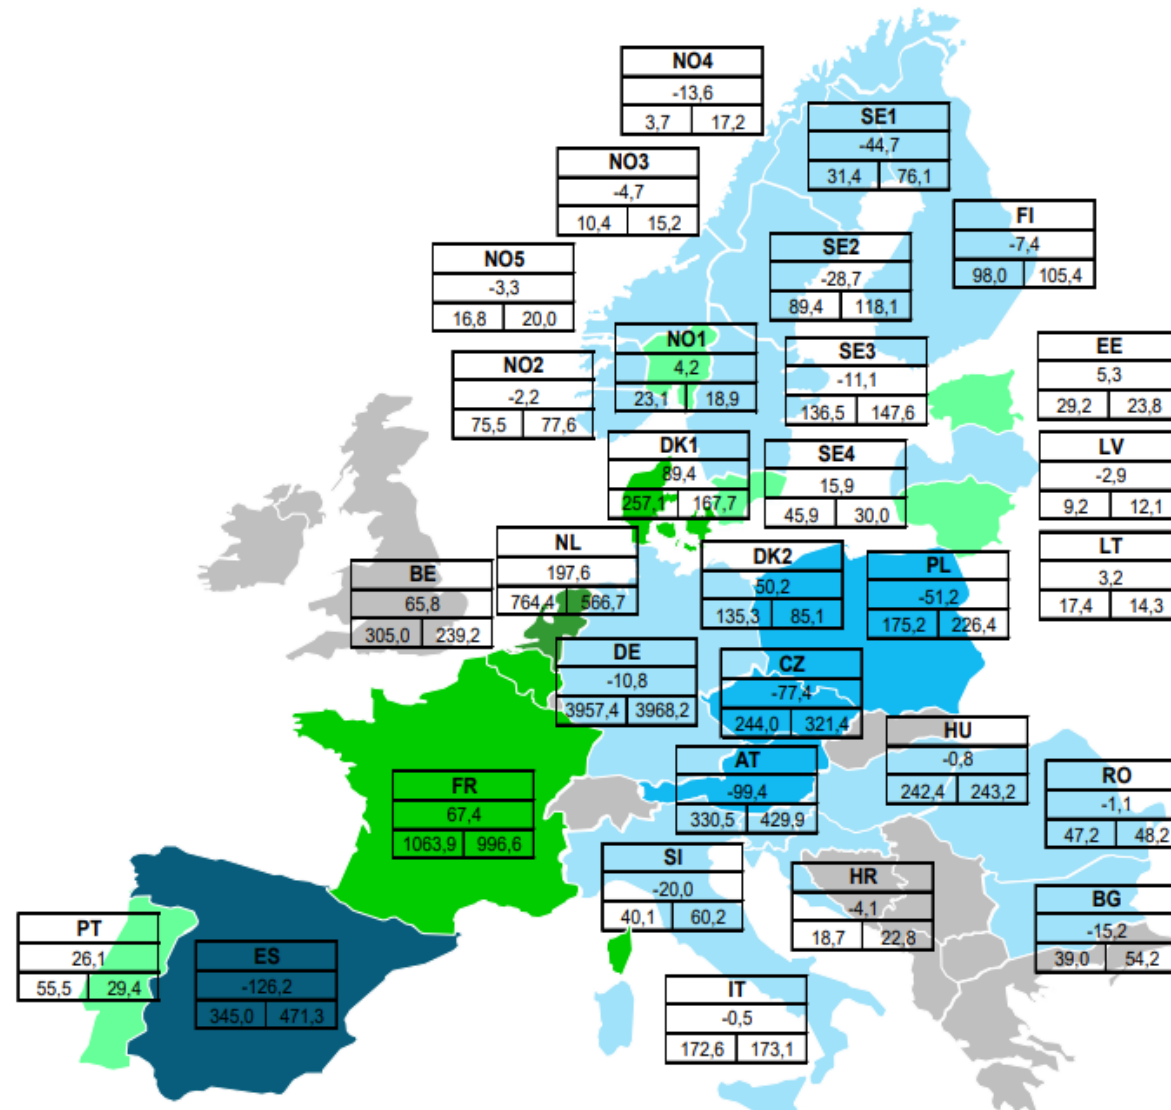 NO4
-13,6
3,7 17,2
SE1
-44,7
31,4 76,1
NO3
-4,7
10,4 15,2
FI
-7,4
98,0 105,4
SE2
-28,7
89,4 118,1
NO5
-3,3
16,8 20,0
NO1
4,2
23,1 18,9
SE3
-11,1
136,5 147,6
EE
5,3
29,2 23,8
NO2
-2,2
75,5 77,6
DK1
89,4
257,1 167,7
SE4
15,9
45,9 30,0
LV
-2,9
9,2 12,1
NL
197,6
764,4 566,7
DK2
50,2
135,3 85,1
PL
-51,2
175,2 226,4
LT
3,2
17,4 14,3
BE
65,8
305,0 239,2
DE
-10,8
3957,4 3968,2
CZ
-77,4
244,0 321,4
HU
-0,8
242,4 243,2
AT
-99,4
330,5 429,9
RO
-1,1
47,2 48,2
FR
67,4
1063,9 996,6
SI
-20,0
40,1 60,2
HR
-4,1
18,7 22,8
BG
-15,2
39,0 54,2
PT
26,1
55,5 29,4
ES
-126,2
345,0 471,3
IT
-0,5
172,6 173,1